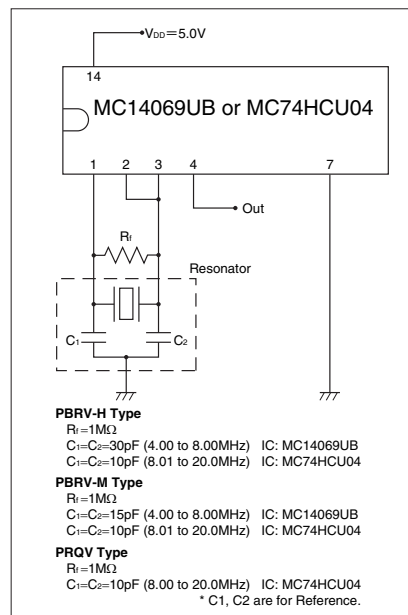 VDD=5.0V
14
MC14069UB or MC74HCU04
1 2 3 4 7
Out
Rf
Resonator
C1 C2
PBRV-H Type
Rf=1MΩ
C1=C2=30pF (4.00 to 8.00MHz) IC: MC14069UB
C1=C2=10pF (8.01 to 20.0MHz) IC: MC74HCU04
PBRV-M Type
Rf=1MΩ
C1=C2=15pF (4.00 to 8.00MHz) IC: MC14069UB
C1=C2=10pF (8.01 to 20.0MHz) IC: MC74HCU04
PRQV Type
Rf=1MΩ
C1=C2=10pF (8.00 to 20.0MHz) IC: MC74HCU04
* C1, C2 are for Reference.